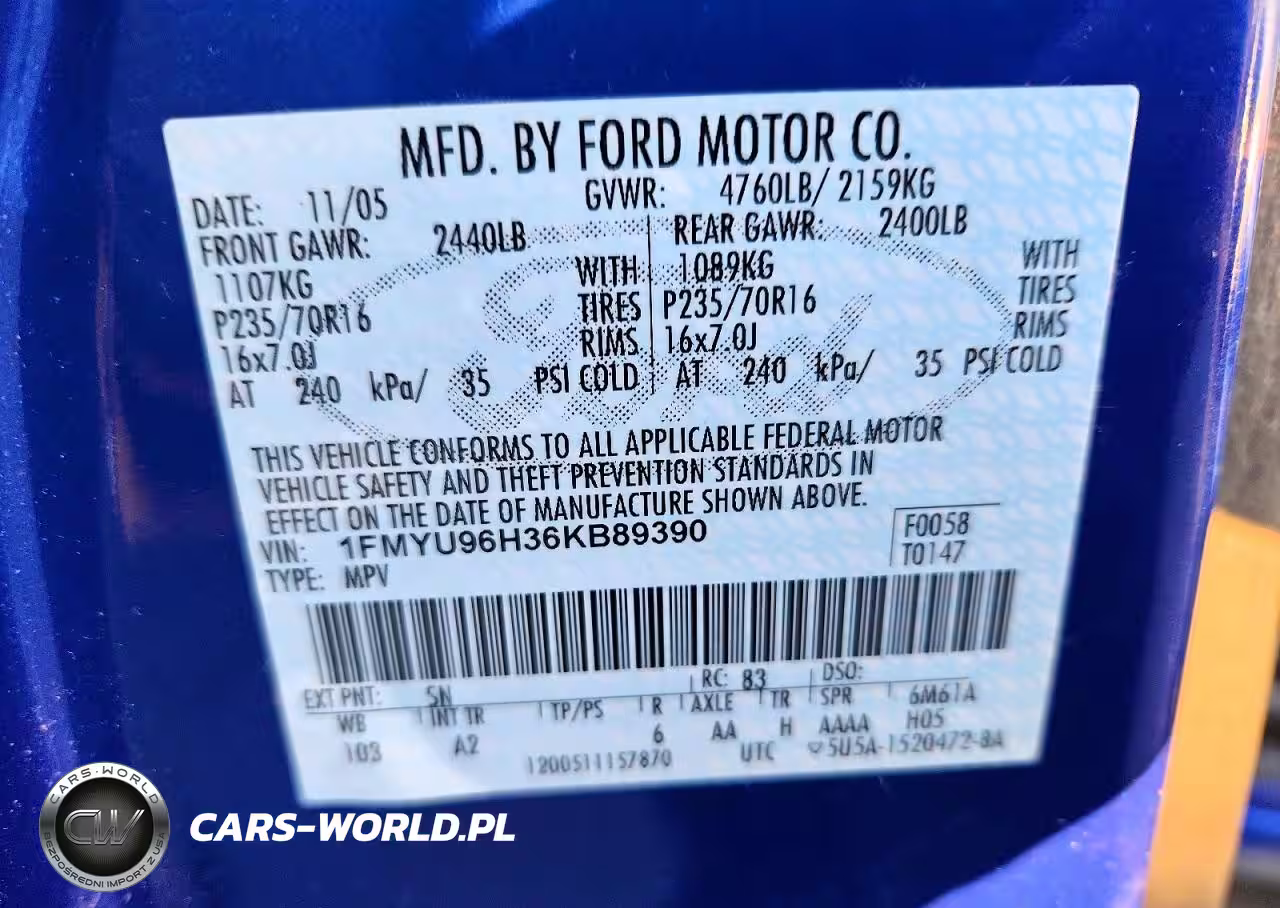 MFD. BY FORD MOTOR CO.
DATE: 11/05 GVWR: 4760LB/ 2159KG
FRONT GAWR: 2440LB REAR GAWR: 2400LB
1107KG WITH 1089KG WITH
P235/70R16 TIRES P235/70R16 TIRES
16x7.0J RIMS 16x7.0J RIMS
AT 240 kPa/ 35 PSI COLD AT 240 kPa/ 35 PSI COLD
THIS VEHICLE CONFORMS TO ALL APPLICABLE FEDERAL MOTOR
VEHICLE SAFETY AND THEFT PREVENTION STANDARDS IN
EFFECT ON THE DATE OF MANUFACTURE SHOWN ABOVE.
VIN: 1FMYU96H36KB89390 F0058
TYPE: MPV T0147
EXT PNT: SN RC: 83 DSO:
WB INT TR TP/PS R AXLE TR SPR 6M61A
103 A2 6 AA H AAAA H05
1200511157870 UTC 5U5A-1520472-8A
Ford
CARS-WORLD
CW
BEZPOŚREDNI IMPORT Z USA
CARS-WORLD.PL